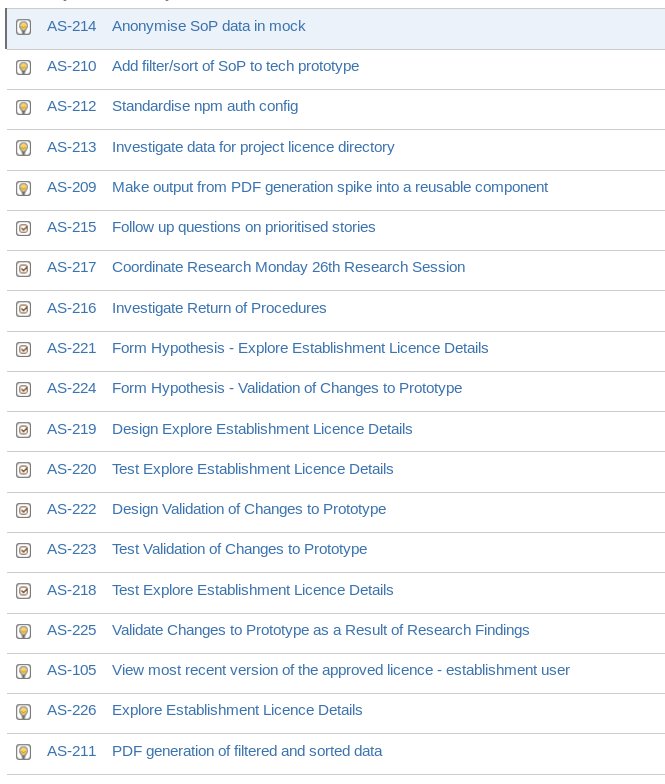 AS-214 Anonymise SoP data in mock
AS-210 Add filter/sort of SoP to tech prototype
AS-212 Standardise npm auth config
AS-213 Investigate data for project licence directory
AS-209 Make output from PDF generation spike into a reusable component
AS-215 Follow up questions on prioritised stories
AS-217 Coordinate Research Monday 26th Research Session
AS-216 Investigate Return of Procedures
AS-221 Form Hypothesis - Explore Establishment Licence Details
AS-224 Form Hypothesis - Validation of Changes to Prototype
AS-219 Design Explore Establishment Licence Details
AS-220 Test Explore Establishment Licence Details
AS-222 Design Validation of Changes to Prototype
AS-223 Test Validation of Changes to Prototype
AS-218 Test Explore Establishment Licence Details
AS-225 Validate Changes to Prototype as a Result of Research Findings
AS-105 View most recent version of the approved licence - establishment user
AS-226 Explore Establishment Licence Details
AS-211 PDF generation of filtered and sorted data